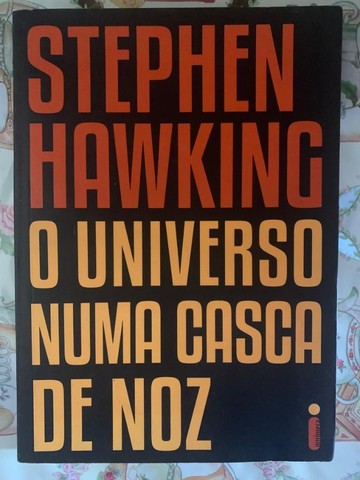 STEPHEN
HAWKING
O UNIVERSO
NUMA CASCA
DE NOZ